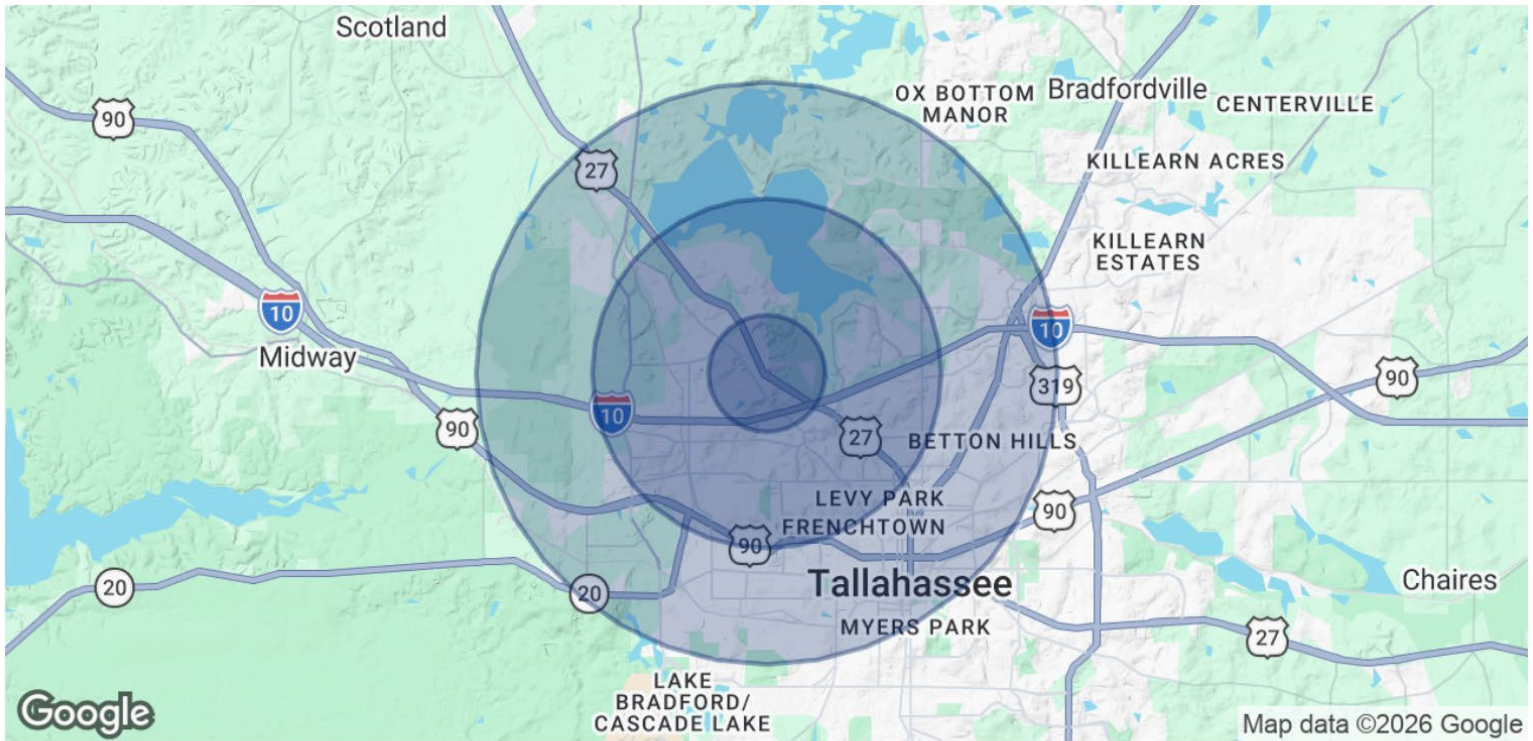 Scotland
90
OX BOTTOM
MANOR
Bradfordville
CENTERVILLE
27
KILLEARN ACRES
KILLEARN
ESTATES
10
Midway
10
319
90
10
90
27
BETTON HILLS
LEVY PARK
FRENCHTOWN
90
90
Tallahassee
20
20
Chaires
MYERS PARK
27
LAKE
BRADFORD/
CASCADE LAKE
Google
Map data ©2026 Google